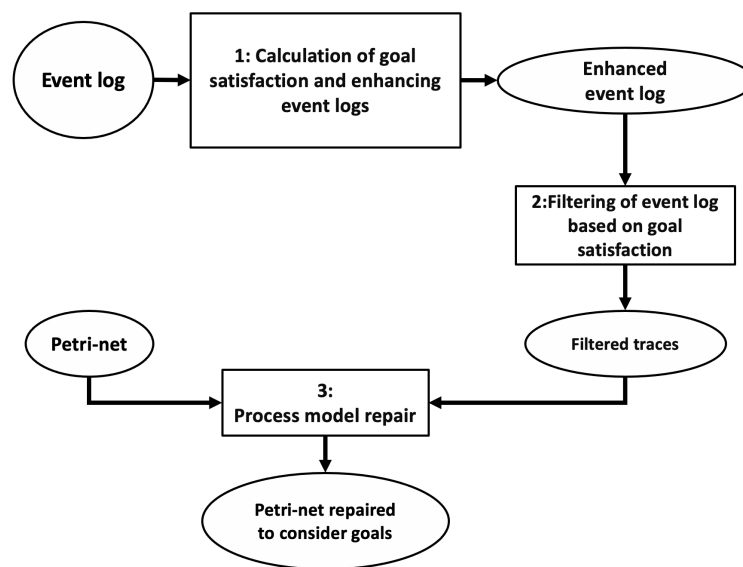 Event log
1: Calculation of goal
satisfaction and enhancing
event logs
Enhanced
event log
2:Filtering of event log
based on goal
satisfaction
Petri-net
Filtered traces
3:
Process model repair
Petri-net repaired
to consider goals